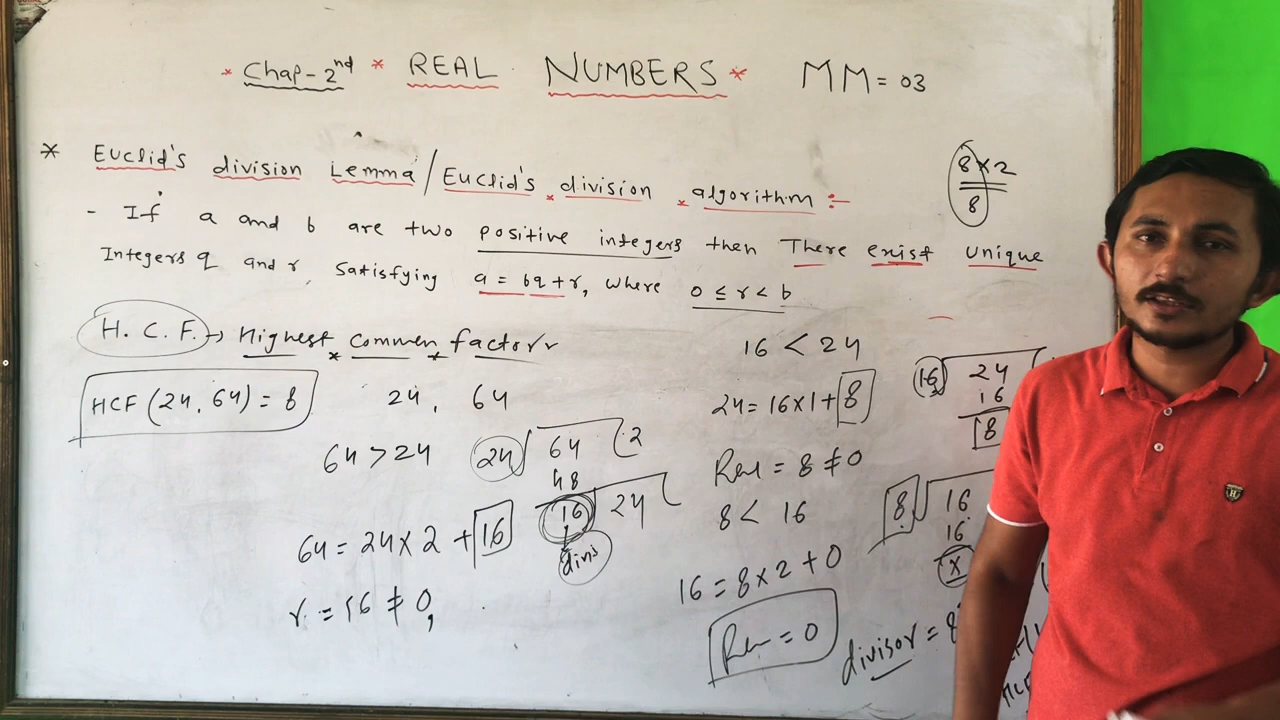 * Chap-2nd * REAL NUMBERS * MM = 03
* Euclid's division Lemma / Euclid's division algorithm :-
- If a and b are two positive integers then There exist unique
Integers q and r satisfying a = bq + r, where 0 ≤ r < b
8×2
8
H. C. F. → Highest common factor
HCF (24, 64) = 8
24, 64
64 > 24
24 64 2
48
16 24
divis
64 = 24 × 2 + 16
r = 16 ≠ 0,
16 < 24
24 = 16 × 1 + 8
Rem = 8 ≠ 0
8 < 16
16 = 8 × 2 + 0
Rem = 0
16 24
16
8
8 16
16
×
divisor = 8